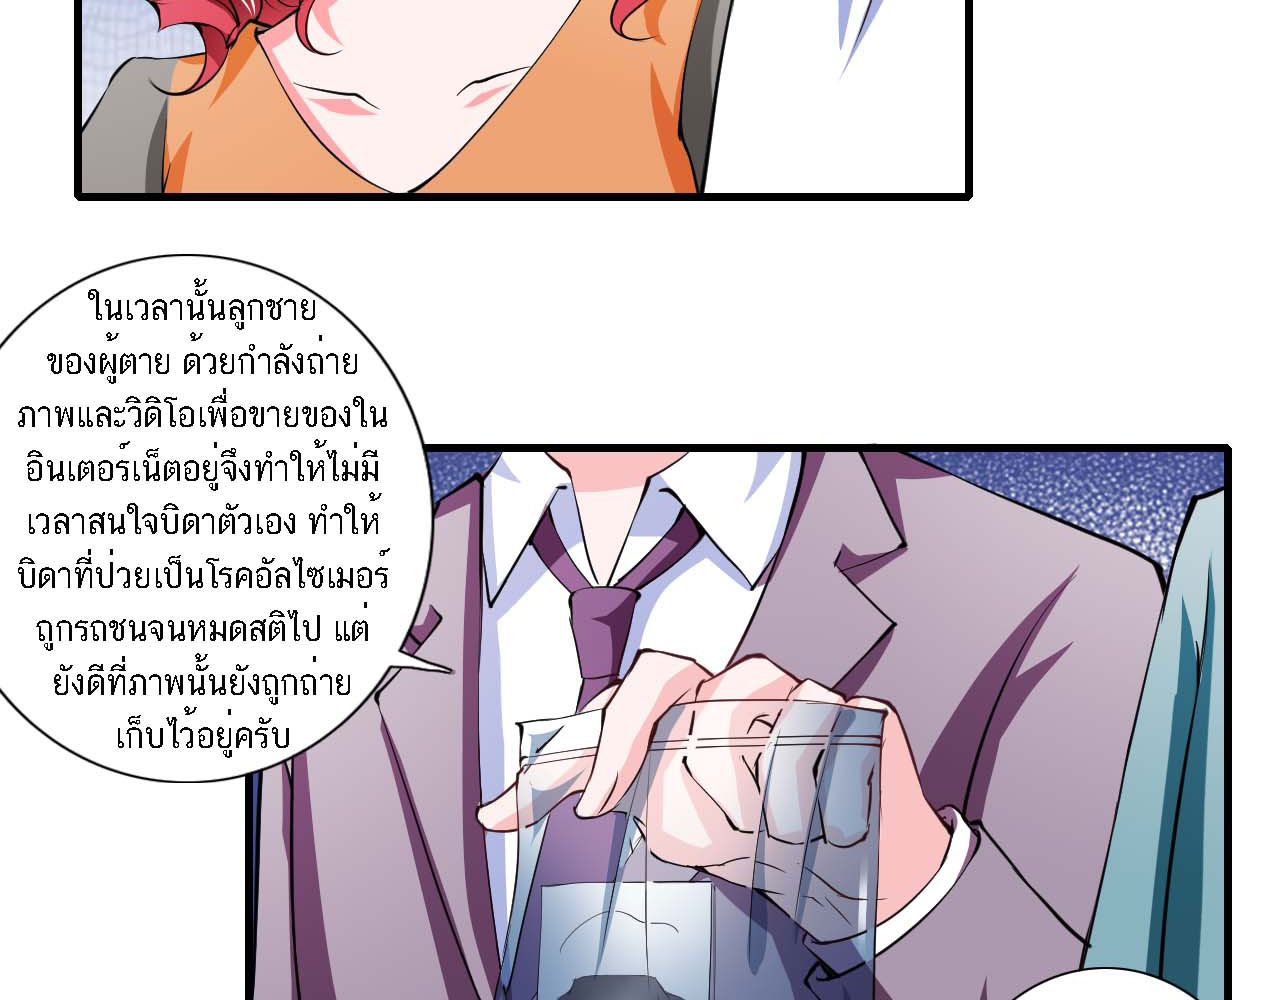 ในเวลานั้นลูกชาย
ของผู้ตาย ด้วยกำลังถ่าย
ภาพและวิดิโอเพื่อขายของใน
อินเตอร์เน็ตอยู่จึงทำให้ไม่มี
เวลาสนใจบิดาตัวเอง ทำให้
บิดาที่ป่วยเป็นโรคอัลไซเมอร์
ถูกรถชนจนหมดสติไป แต่
ยังดีที่ภาพนั้นยังถูกถ่าย
เก็บไว้อยู่ครับ